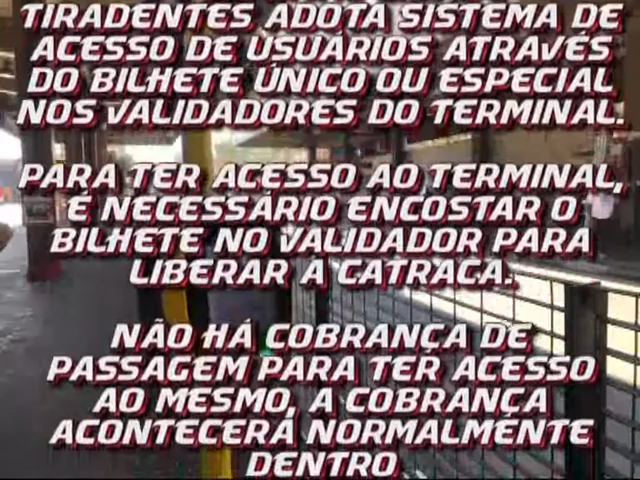 TIRADENTES ADOTA SISTEMA DE
ACESSO DE USUÁRIOS ATRAVÉS
DO BILHETE ÚNICO OU ESPECIAL
NOS VALIDADORES DO TERMINAL.
PARA TER ACESSO AO TERMINAL,
É NECESSÁRIO ENCOSTAR O
BILHETE NO VALIDADOR PARA
LIBERAR A CATRACA.
NÃO HÁ COBRANÇA DE
PASSAGEM PARA TER ACESSO
AO MESMO, A COBRANÇA
ACONTECERÁ NORMALMENTE
DENTRO